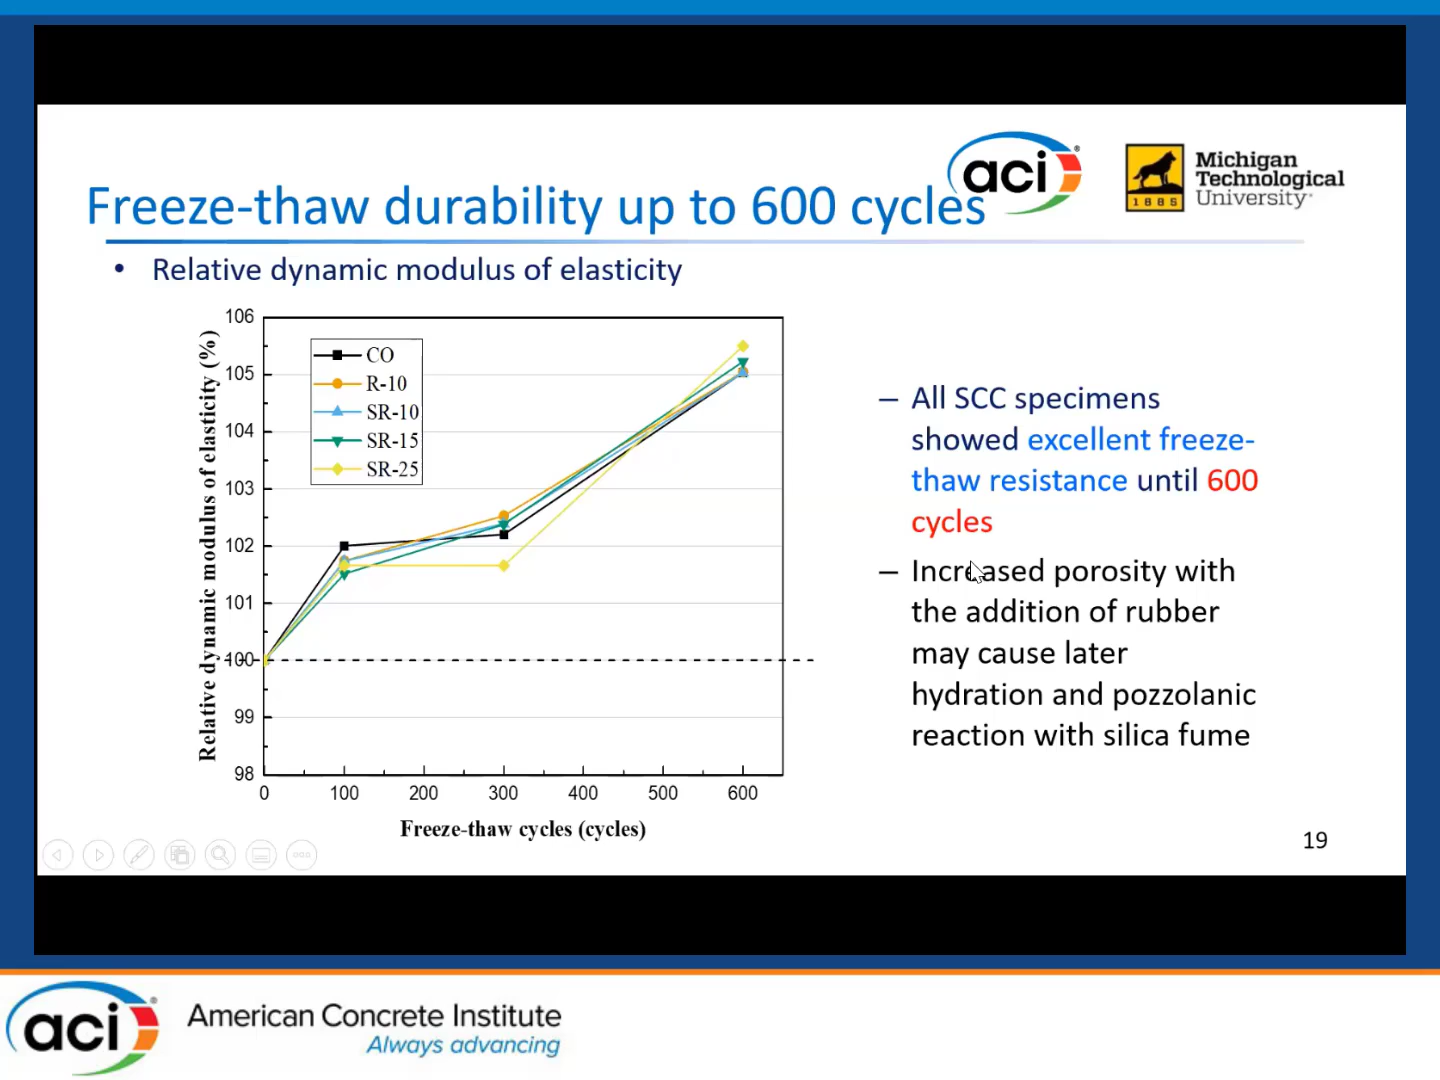 aci®
Michigan
Technological
University
1885
Freeze-thaw durability up to 600 cycles
• Relative dynamic modulus of elasticity
Relative dynamic modulus of elasticity (%)
106
105
104
103
102
101
100
99
98
CO
R-10
SR-10
SR-15
SR-25
0 100 200 300 400 500 600
Freeze-thaw cycles (cycles)
– All SCC specimens
showed excellent freeze-
thaw resistance until 600
cycles
– Increased porosity with
the addition of rubber
may cause later
hydration and pozzolanic
reaction with silica fume
19
aci®
American Concrete Institute
Always advancing